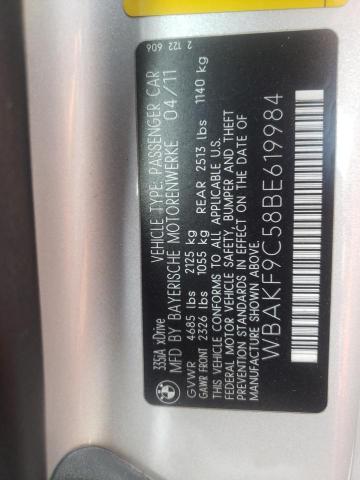 2 122 606
335iA xDrive VEHICLE TYPE: PASSENGER CAR
MFD BY BAYERISCHE MOTORENWERKE 04/11
GVWR 4685 lbs 2125 kg
GAWR FRONT 2326 lbs 1055 kg REAR 2513 lbs 1140 kg
THIS VEHICLE CONFORMS TO ALL APPLICABLE U.S.
FEDERAL MOTOR VEHICLE SAFETY, BUMPER AND THEFT
PREVENTION STANDARDS IN EFFECT ON THE DATE OF
MANUFACTURE SHOWN ABOVE.
WBAKF9C58BE619984